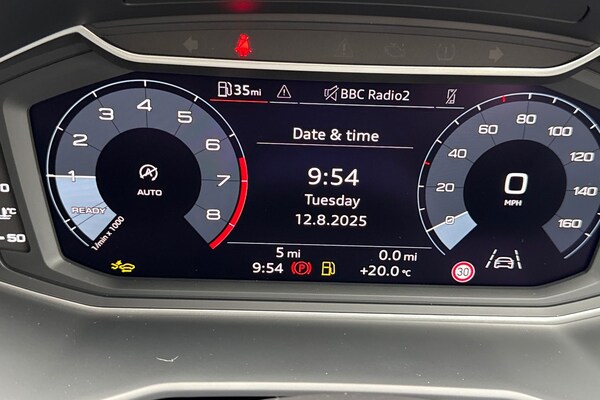 35mi
BBC Radio2
Date & time
9:54
Tuesday
12.8.2025
5 mi
0.0 mi
9:54
+20.0 °C
1
2
3
4
5
6
7
8
READY
1/min x 1000
AUTO
0
20
40
60
80
100
120
140
160
0
MPH
30
P
50